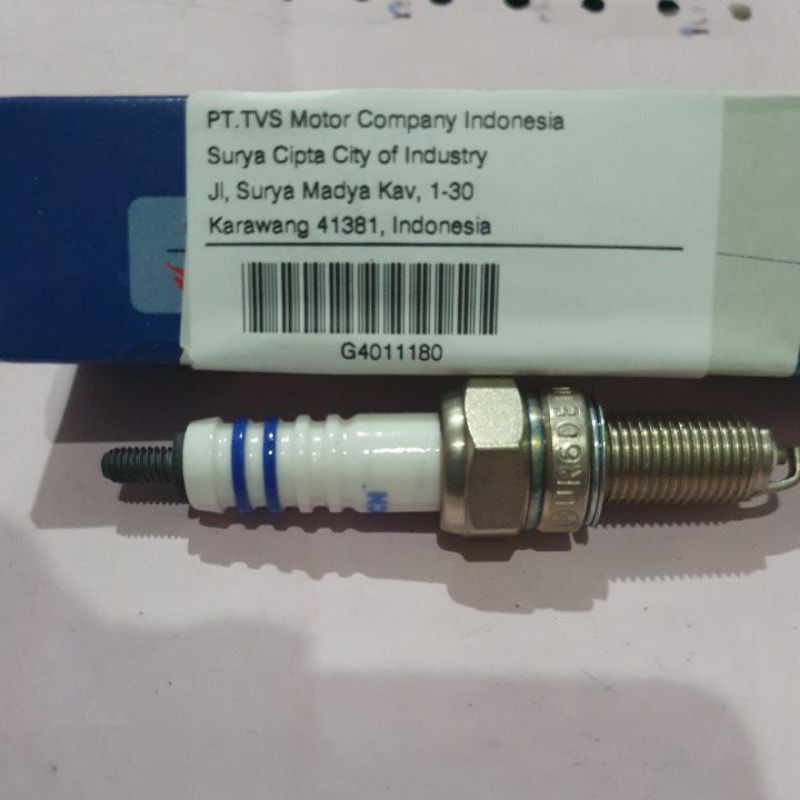 PT.TVS Motor Company Indonesia
Surya Cipta City of Industry
Jl, Surya Madya Kav, 1-30
Karawang 41381, Indonesia
G4011180